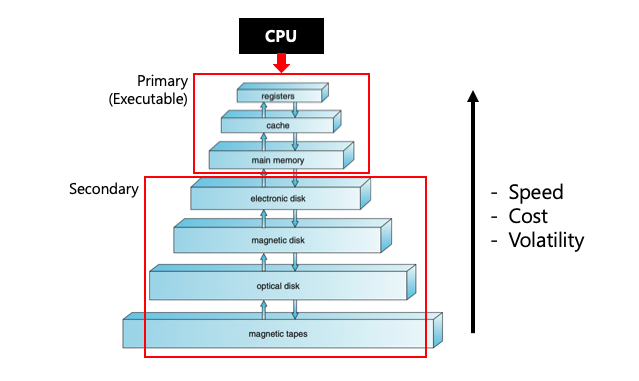 CPU
Primary
(Executable)
registers
cache
main memory
Secondary
electronic disk
magnetic disk
optical disk
magnetic tapes
- Speed
- Cost
- Volatility